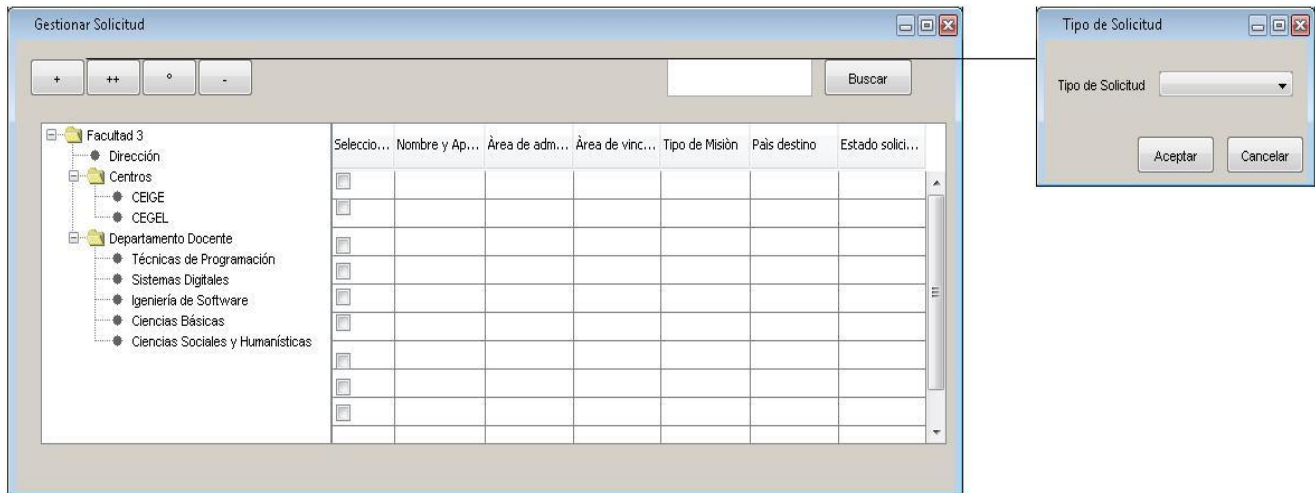 Gestionar Solicitud
+ ++ º - Buscar
Facultad 3
Dirección
Centros
CEIGE
CEGEL
Departamento Docente
Técnicas de Programación
Sistemas Digitales
Igeniería de Software
Ciencias Básicas
Ciencias Sociales y Humanísticas
Seleccio... Nombre y Ap... Àrea de adm... Àrea de vinc... Tipo de Misiòn Paìs destino Estado solici...
Tipo de Solicitud
Tipo de Solicitud
Aceptar Cancelar